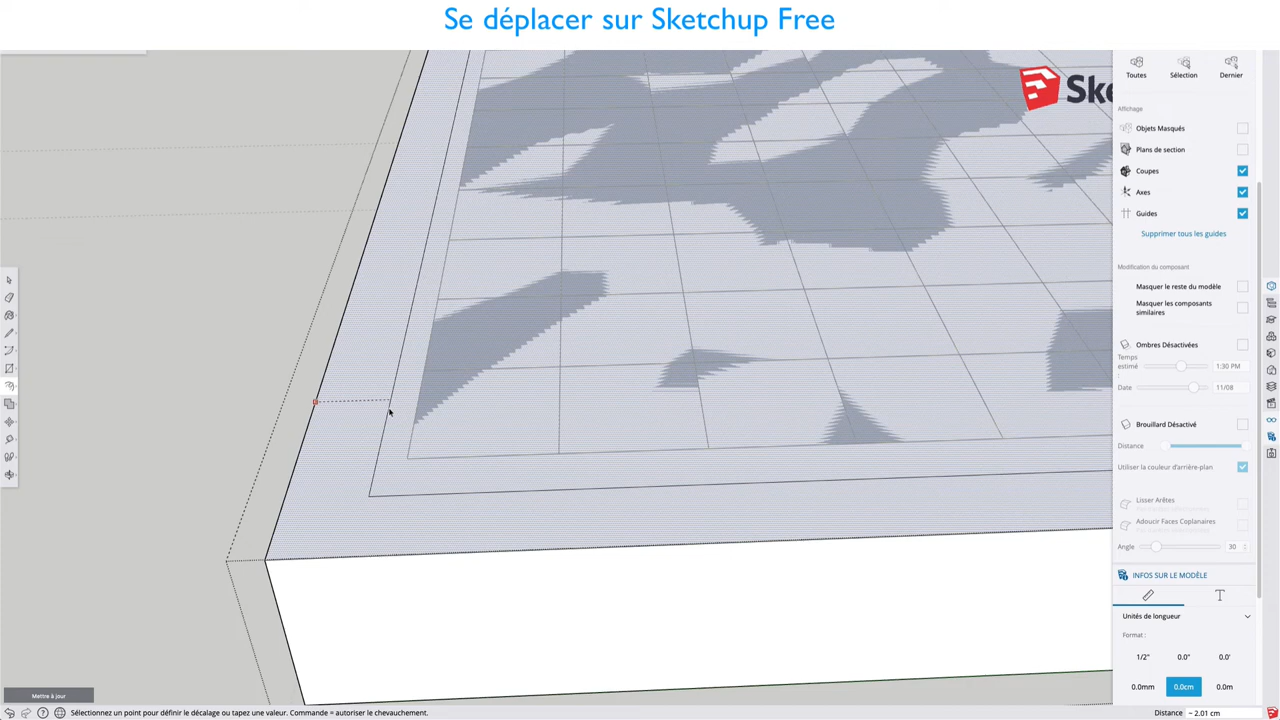 Se déplacer sur Sketchup Free
Toutes Sélection Dernier
Sk
Affichage
Objets Masqués
Plans de section
Coupes
Axes
Guides
Supprimer tous les guides
Modification du composant
Masquer le reste du modèle
Masquer les composants
similaires
Ombres Désactivées
Temps
estimé 1:30 PM
:
Date 11/08
Brouillard Désactivé
Distance
Utiliser la couleur d'arrière-plan
Lisser Arêtes
Adoucir Faces Coplanaires
Angle 30
INFOS SUR LE MODÈLE
T
Unités de longueur
Format :
1/2" 0.0" 0.0'
0.0mm 0.0cm 0.0m
Mettre à jour
Sélectionnez un point pour définir le décalage ou tapez une valeur. Commande = autoriser le chevauchement.
Distance ~ 2.01 cm